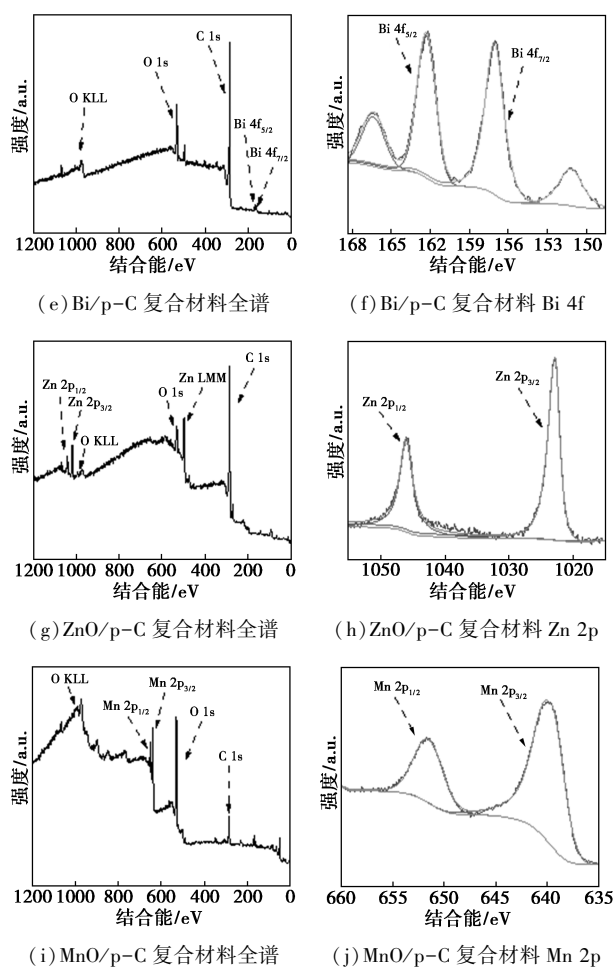 C 1s
O 1s
O KLL
Bi 4f5/2
Bi 4f7/2
强度/a.u.
1200 1000 800 600 400 200 0
结合能/eV
(e)Bi/p-C 复合材料全谱
Bi 4f5/2
Bi 4f7/2
强度/a.u.
168 165 162 159 156 153 150
结合能/eV
(f)Bi/p-C 复合材料 Bi 4f
C 1s
Zn LMM
O 1s
Zn 2p1/2
Zn 2p3/2
O KLL
强度/a.u.
1200 1000 800 600 400 200 0
结合能/eV
(g)ZnO/p-C 复合材料全谱
Zn 2p3/2
Zn 2p1/2
强度/a.u.
1050 1040 1030 1020
结合能/eV
(h)ZnO/p-C 复合材料 Zn 2p
O KLL
Mn 2p3/2
Mn 2p1/2
O 1s
C 1s
强度/a.u.
1200 1000 800 600 400 200 0
结合能/eV
(i)MnO/p-C 复合材料全谱
Mn 2p1/2
Mn 2p3/2
强度/a.u.
660 655 650 645 640 635
结合能/eV
(j)MnO/p-C 复合材料 Mn 2p